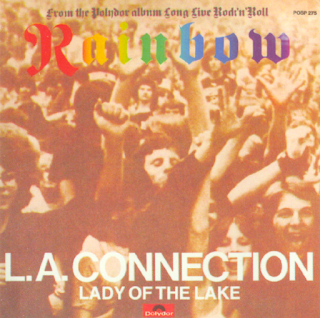 From the Polydor album Long Live Rock'n'Roll
POSP 275
Rainbow
L.A. CONNECTION
LADY OF THE LAKE
Polydor